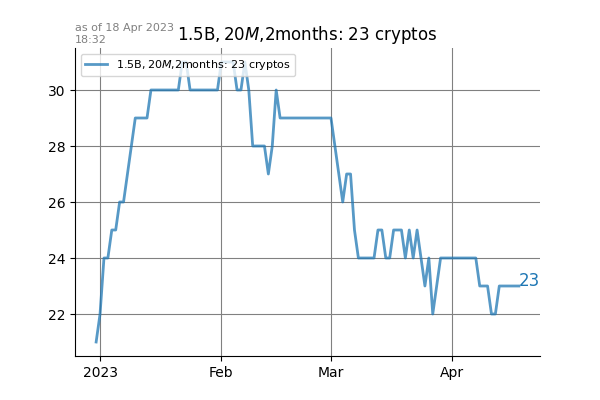 as of 18 Apr 2023
18:32
1.5B, 20M,2months: 23 cryptos
1.5B, 20M,2months: 23 cryptos
30
28
26
24
22
23
2023 Feb Mar Apr